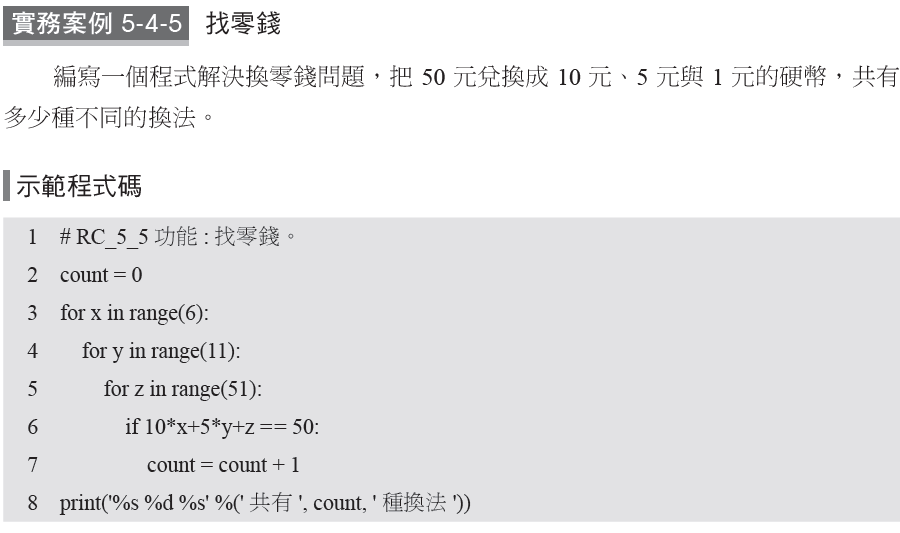 實務案例 5-4-5 找零錢
編寫一個程式解決換零錢問題，把 50 元兌換成 10 元、5 元與 1 元的硬幣，共有
多少種不同的換法。
示範程式碼
1 # RC_5_5 功能 : 找零錢。
2 count = 0
3 for x in range(6):
4     for y in range(11):
5         for z in range(51):
6             if 10*x+5*y+z == 50:
7                 count = count + 1
8 print('%s %d %s' %(' 共有 ', count, ' 種換法 '))